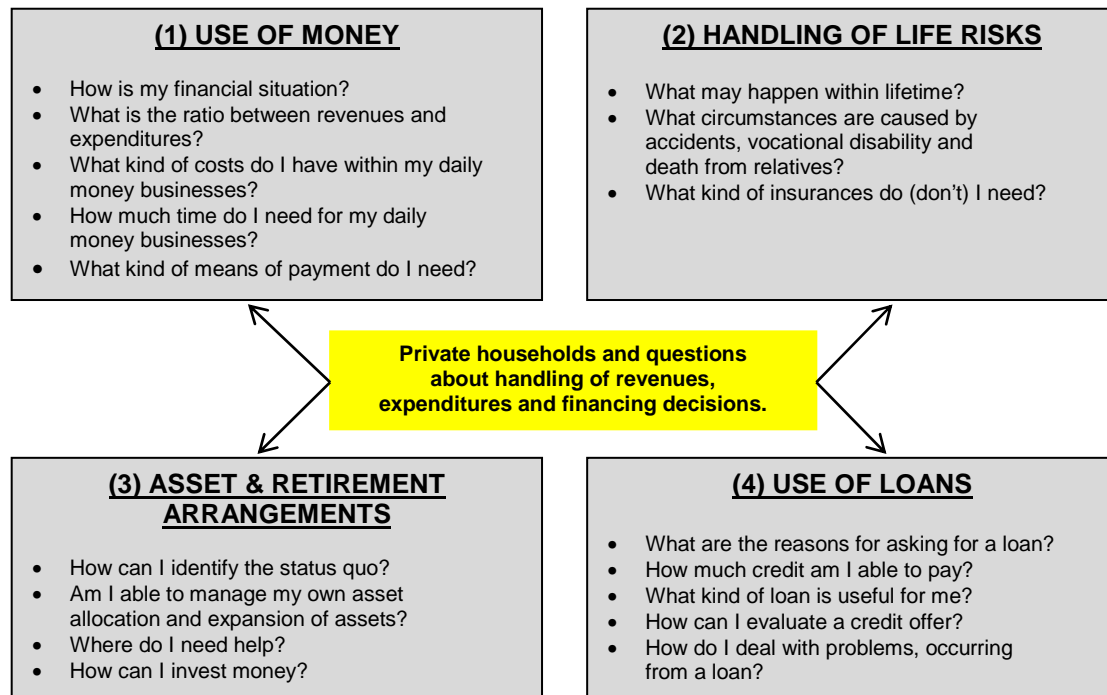 (1) USE OF MONEY
• How is my financial situation?
• What is the ratio between revenues and
expenditures?
• What kind of costs do I have within my daily
money businesses?
• How much time do I need for my daily
money businesses?
• What kind of means of payment do I need?
(2) HANDLING OF LIFE RISKS
• What may happen within lifetime?
• What circumstances are caused by
accidents, vocational disability and
death from relatives?
• What kind of insurances do (don't) I need?
Private households and questions
about handling of revenues,
expenditures and financing decisions.
(3) ASSET & RETIREMENT
ARRANGEMENTS
• How can I identify the status quo?
• Am I able to manage my own asset
allocation and expansion of assets?
• Where do I need help?
• How can I invest money?
(4) USE OF LOANS
• What are the reasons for asking for a loan?
• How much credit am I able to pay?
• What kind of loan is useful for me?
• How can I evaluate a credit offer?
• How do I deal with problems, occurring
from a loan?